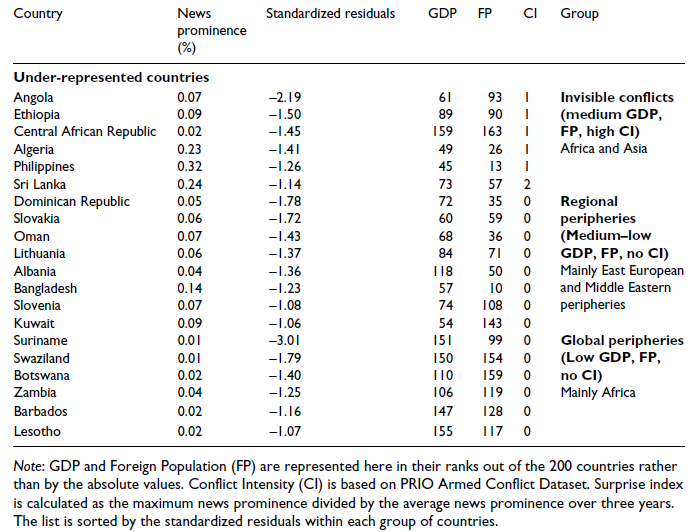 Country News Standardized residuals GDP FP CI Group
prominence
(%)
Under-represented countries
Angola 0.07 –2.19 61 93 1 Invisible conflicts
Ethiopia 0.09 –1.50 89 90 1 (medium GDP,
Central African Republic 0.02 –1.45 159 163 1 FP, high CI)
Algeria 0.23 –1.41 49 26 1 Africa and Asia
Philippines 0.32 –1.26 45 13 1
Sri Lanka 0.24 –1.14 73 57 2
Dominican Republic 0.05 –1.78 72 35 0 Regional
Slovakia 0.06 –1.72 60 59 0 peripheries
Oman 0.07 –1.43 68 36 0 (Medium–low
Lithuania 0.06 –1.37 84 71 0 GDP, FP, no CI)
Albania 0.04 –1.36 118 50 0 Mainly East European
Bangladesh 0.14 –1.23 57 10 0 and Middle Eastern
Slovenia 0.07 –1.08 74 108 0 peripheries
Kuwait 0.09 –1.06 54 143 0
Suriname 0.01 –3.01 151 99 0 Global peripheries
Swaziland 0.01 –1.79 150 154 0 (Low GDP, FP,
Botswana 0.02 –1.40 110 159 0 no CI)
Zambia 0.04 –1.25 106 119 0 Mainly Africa
Barbados 0.02 –1.16 147 128 0
Lesotho 0.02 –1.07 155 117 0
Note: GDP and Foreign Population (FP) are represented here in their ranks out of the 200 countries rather
than by the absolute values. Conflict Intensity (CI) is based on PRIO Armed Conflict Dataset. Surprise index
is calculated as the maximum news prominence divided by the average news prominence over three years.
The list is sorted by the standardized residuals within each group of countries.